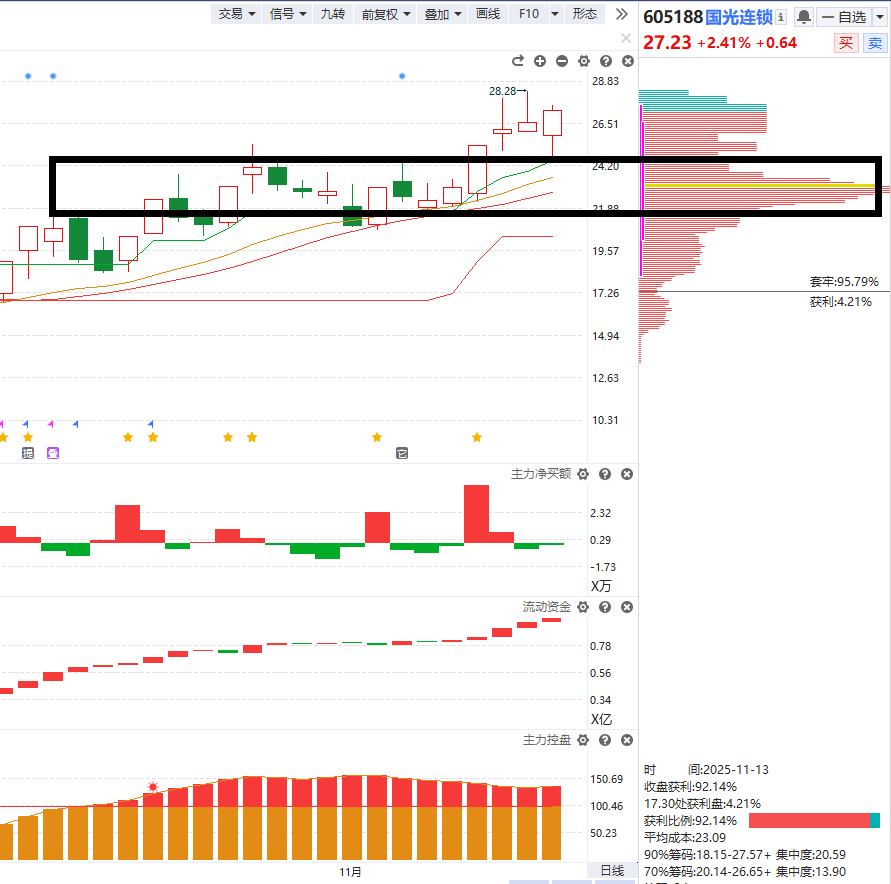 交易 信号 九转 前复权 叠加 画线 F10 形态
605188 国光连锁 自选
27.23 +2.41% +0.64 买 卖
28.83
28.28
26.51
24.20
21.88
19.57
套牢:95.79%
17.26
获利:4.21%
14.94
12.63
10.31
主力净买额
2.32
0.29
-1.73
X万
流动资金
0.78
0.56
0.34
X亿
主力控盘
150.69
100.46
50.23
11月 日线
时 间:2025-11-13
收盘获利:92.14%
17.30处获利盘:4.21%
获利比例:92.14%
平均成本:23.09
90%筹码:18.15-27.57+ 集中度:20.59
70%筹码:20.14-26.65+ 集中度:13.90